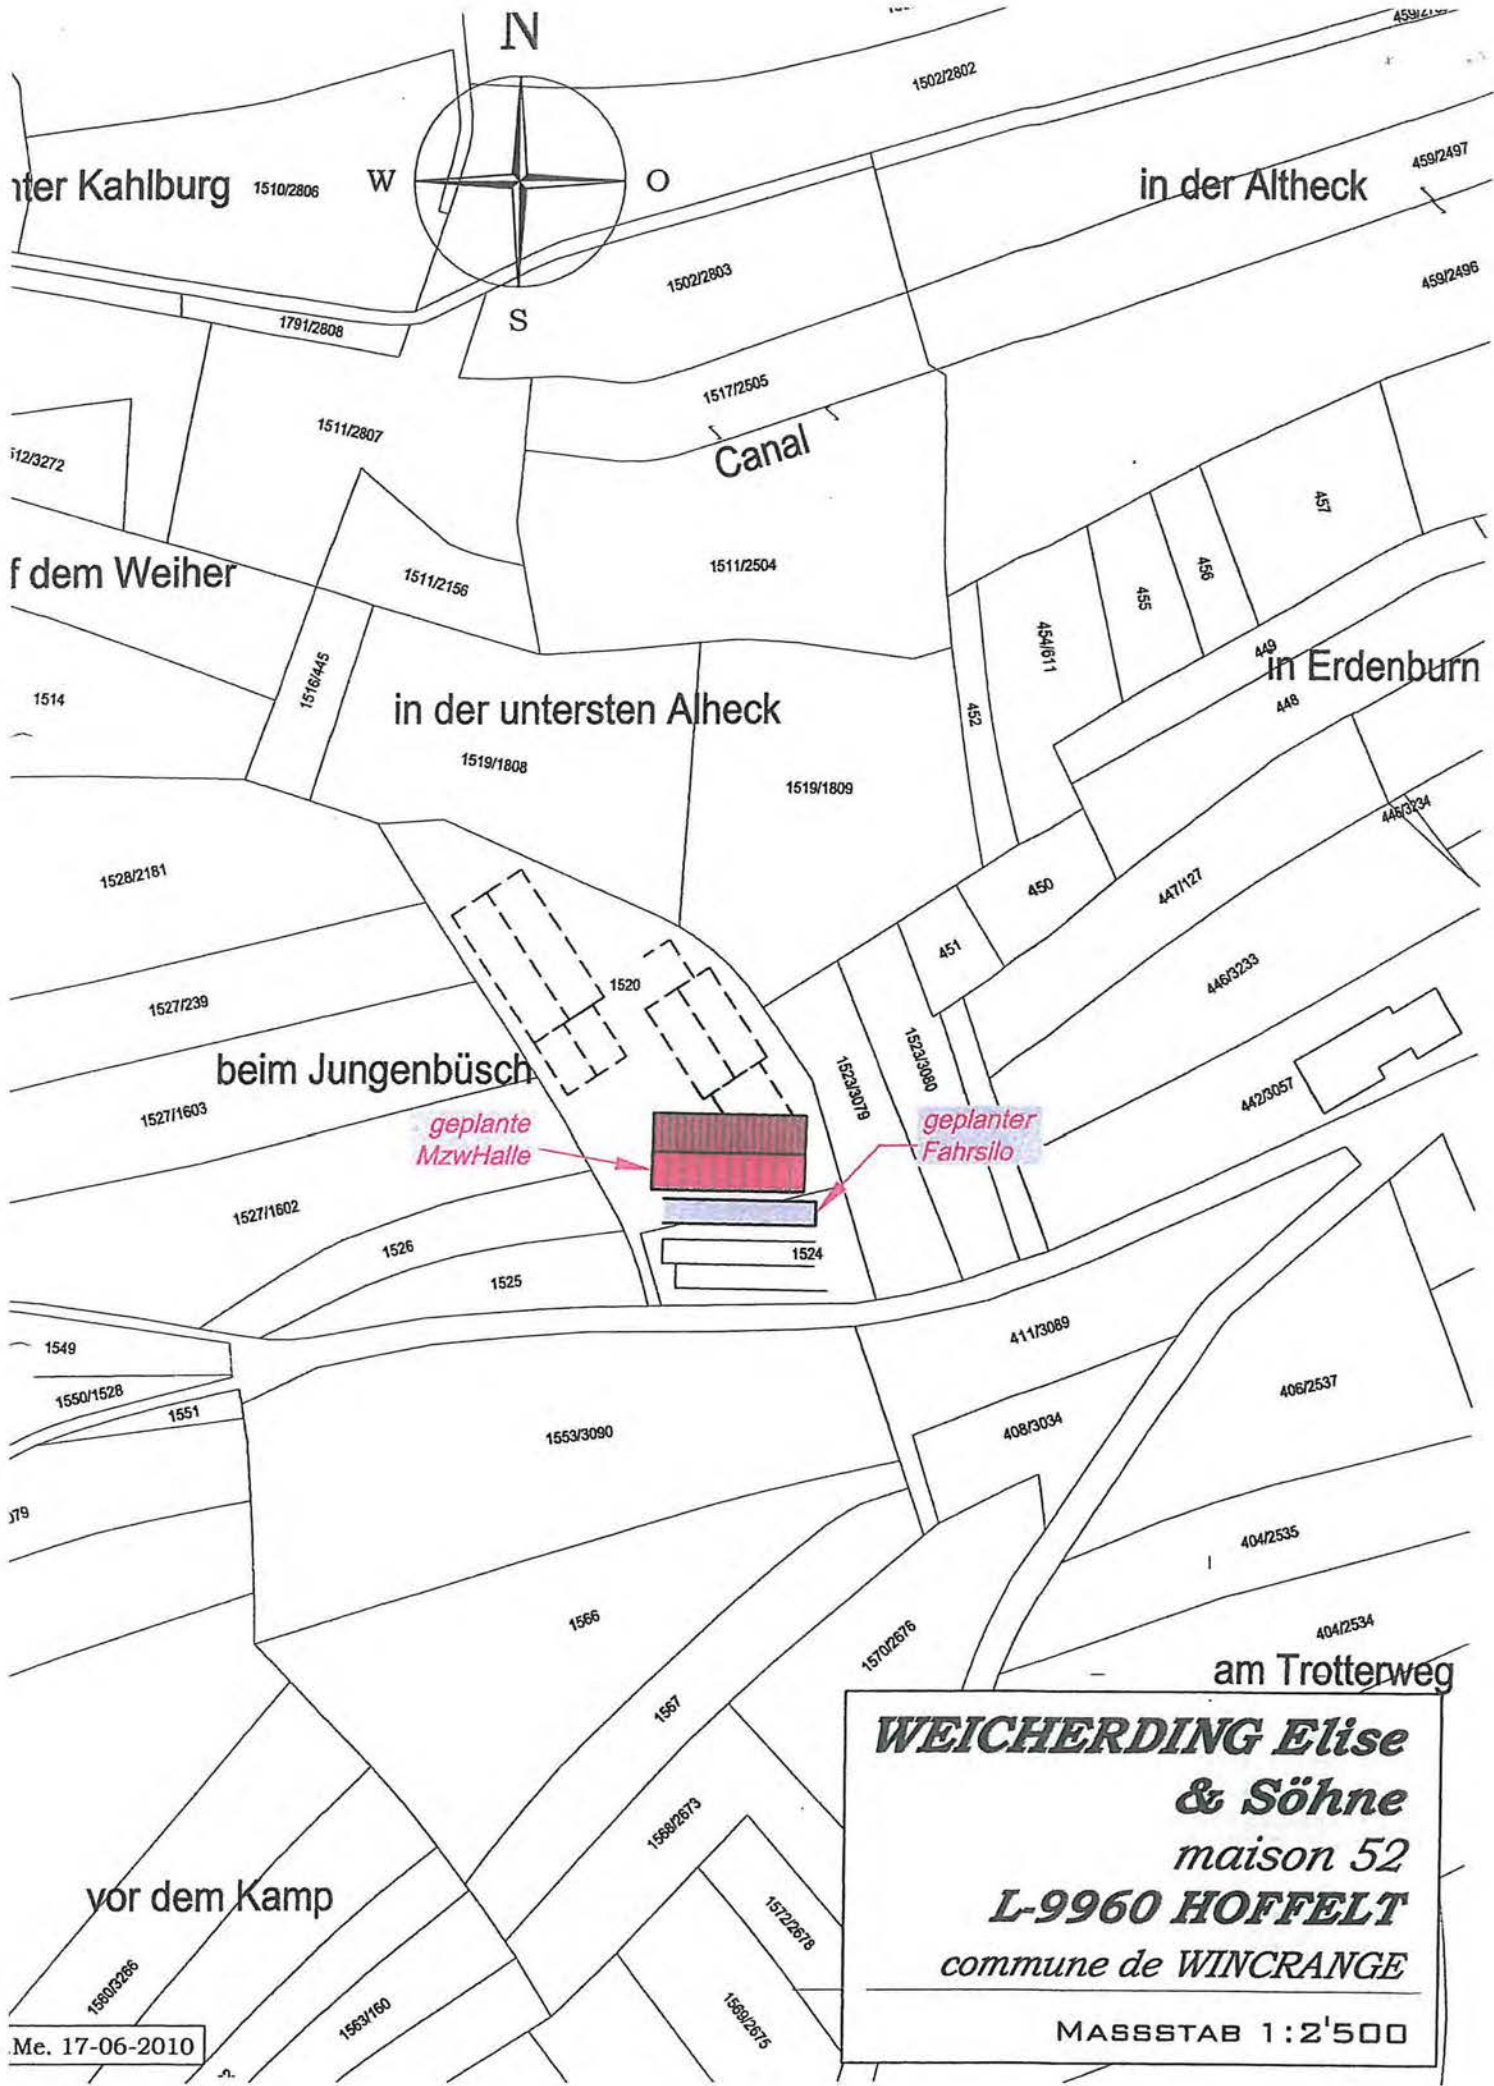 N
1502/2802
W
O
S
1510/2806
in der Altheck
459/2497
1502/2803
459/2496
1791/2808
1517/2505
1511/2807
Canal
457
1511/2504
1511/2156
456
455
454/611
449
in Erdenburn
1516/445
1514
in der untersten Alheck
448
452
1519/1808
1519/1809
1528/2181
450
447/127
451
1520
446/3233
1527/239
beim Jungenbüsch
1523/3079
1523/3080
442/3057
1527/1603
geplante
MzwHalle
geplanter
Fahrsilo
1527/1602
1526
1524
1525
1549
411/3089
1550/1528
1551
406/2537
1553/3090
408/3034
404/2535
1566
1570/2676
404/2534
am Trotterweg
1567
WEICHERDING Elise
& Söhne
maison 52
L-9960 HOFFELT
commune de WINCRANGE
MASSSTAB 1:2'500
1568/2673
vor dem Kamp
1572/2678
1560/3266
1563/160
1569/2675
Me. 17-06-2010